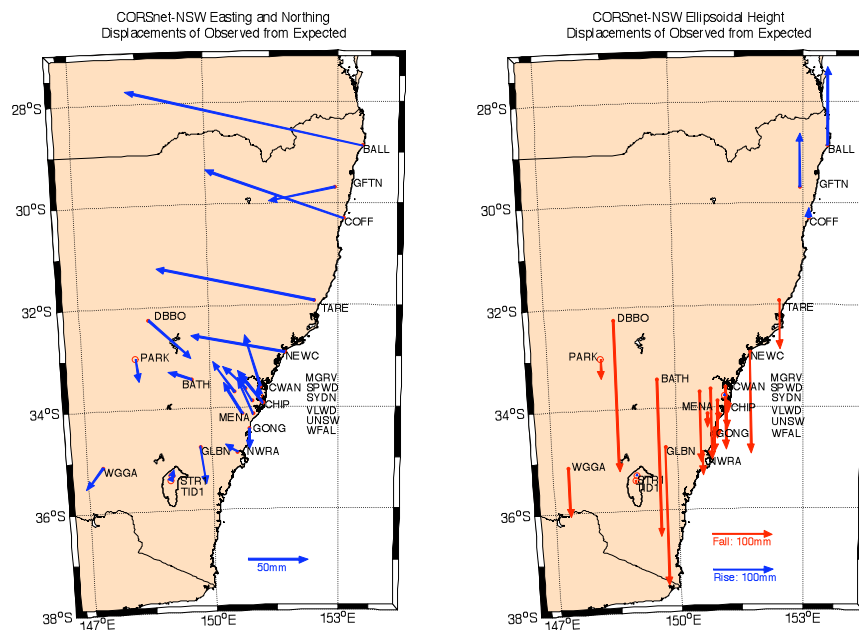 CORSnet-NSW Easting and Northing
Displacements of Observed from Expected
28°S
30°S
32°S
34°S
36°S
38°S
147°E
150°E
153°E
BALL
GFTN
COFF
TARE
DBBO
NEWC
PARK
BATH
MGRV
SPWD
SYDN
CWAN
CHIP
VLWD
UNSW
WFAL
MENA
GONG
GLBN
NWRA
WGGA
STR1
TID1
50mm
CORSnet-NSW Ellipsoidal Height
Displacements of Observed from Expected
28°S
30°S
32°S
34°S
36°S
38°S
147°E
150°E
153°E
BALL
GFTN
COFF
TARE
DBBO
NEWC
PARK
BATH
MGRV
SPWD
SYDN
CWAN
CHIP
VLWD
UNSW
WFAL
MENA
GONG
GLBN
NWRA
WGGA
STR1
TID1
Fall: 100mm
Rise: 100mm